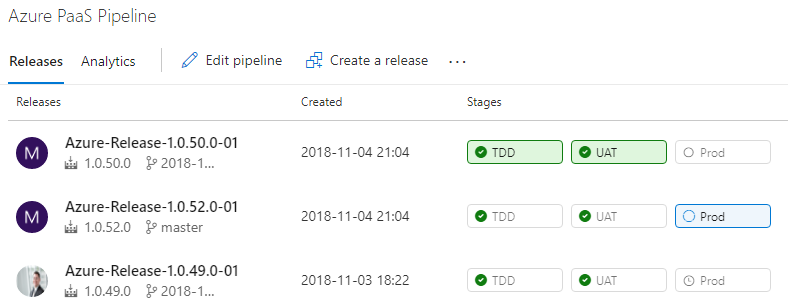 Azure PaaS Pipeline
Releases Analytics Edit pipeline Create a release ...
Releases Created Stages
M Azure-Release-1.0.50.0-01 2018-11-04 21:04 TDD UAT Prod
1.0.50.0 2018-1...
M Azure-Release-1.0.52.0-01 2018-11-04 21:04 TDD UAT Prod
1.0.52.0 master
Azure-Release-1.0.49.0-01 2018-11-03 18:22 TDD UAT Prod
1.0.49.0 2018-1...